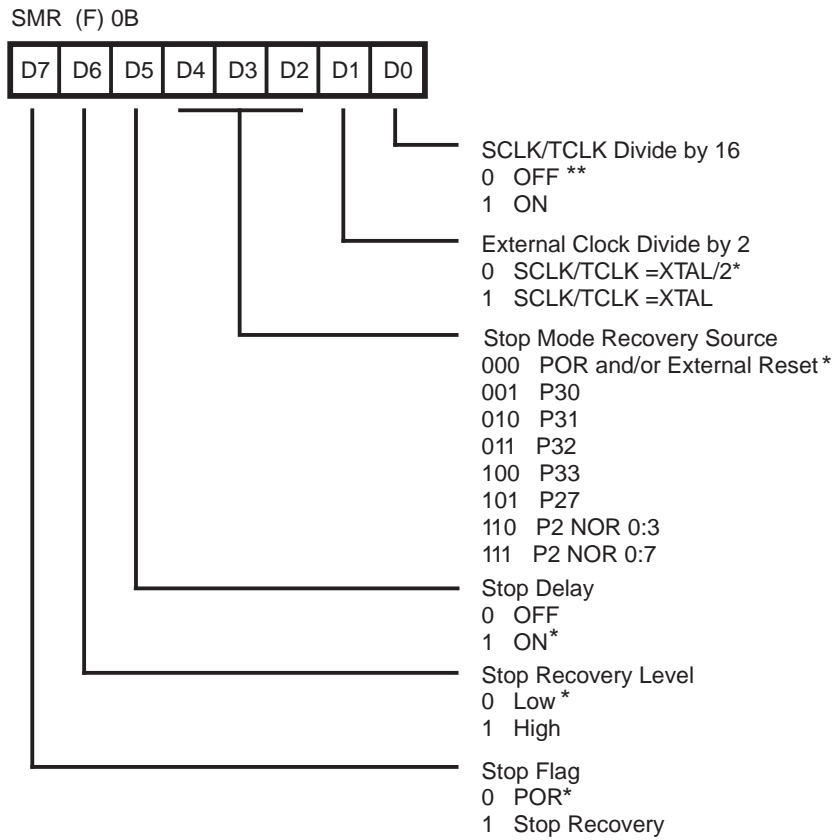 SMR (F) 0B
D7 D6 D5 D4 D3 D2 D1 D0
SCLK/TCLK Divide by 16
0 OFF **
1 ON
External Clock Divide by 2
0 SCLK/TCLK =XTAL/2*
1 SCLK/TCLK =XTAL
Stop Mode Recovery Source
000 POR and/or External Reset*
001 P30
010 P31
011 P32
100 P33
101 P27
110 P2 NOR 0:3
111 P2 NOR 0:7
Stop Delay
0 OFF
1 ON*
Stop Recovery Level
0 Low*
1 High
Stop Flag
0 POR*
1 Stop Recovery